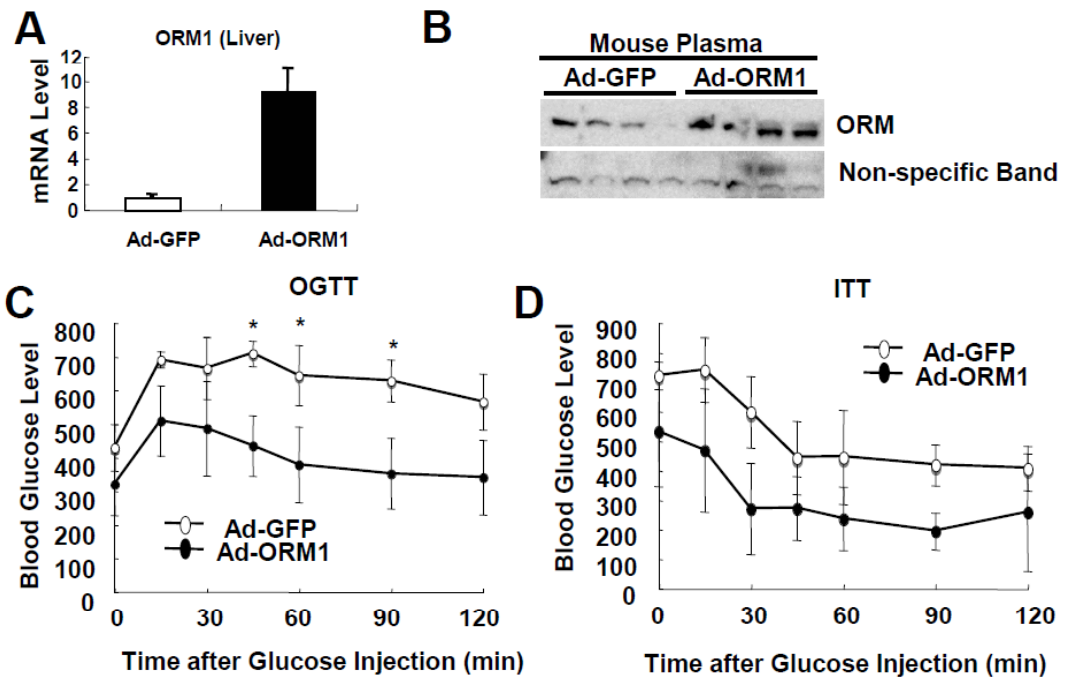 A
ORM1 (Liver)
mRNA Level
12
10
8
6
4
2
0
Ad-GFP
Ad-ORM1
B
Mouse Plasma
Ad-GFP Ad-ORM1
ORM
Non-specific Band
C
OGTT
Blood Glucose Level
800
700
600
500
400
300
200
100
0
* * *
Ad-GFP
Ad-ORM1
0 30 60 90 120
Time after Glucose Injection (min)
D
ITT
Blood Glucose Level
900
800
700
600
500
400
300
200
100
0
Ad-GFP
Ad-ORM1
0 30 60 90 120
Time after Glucose Injection (min)